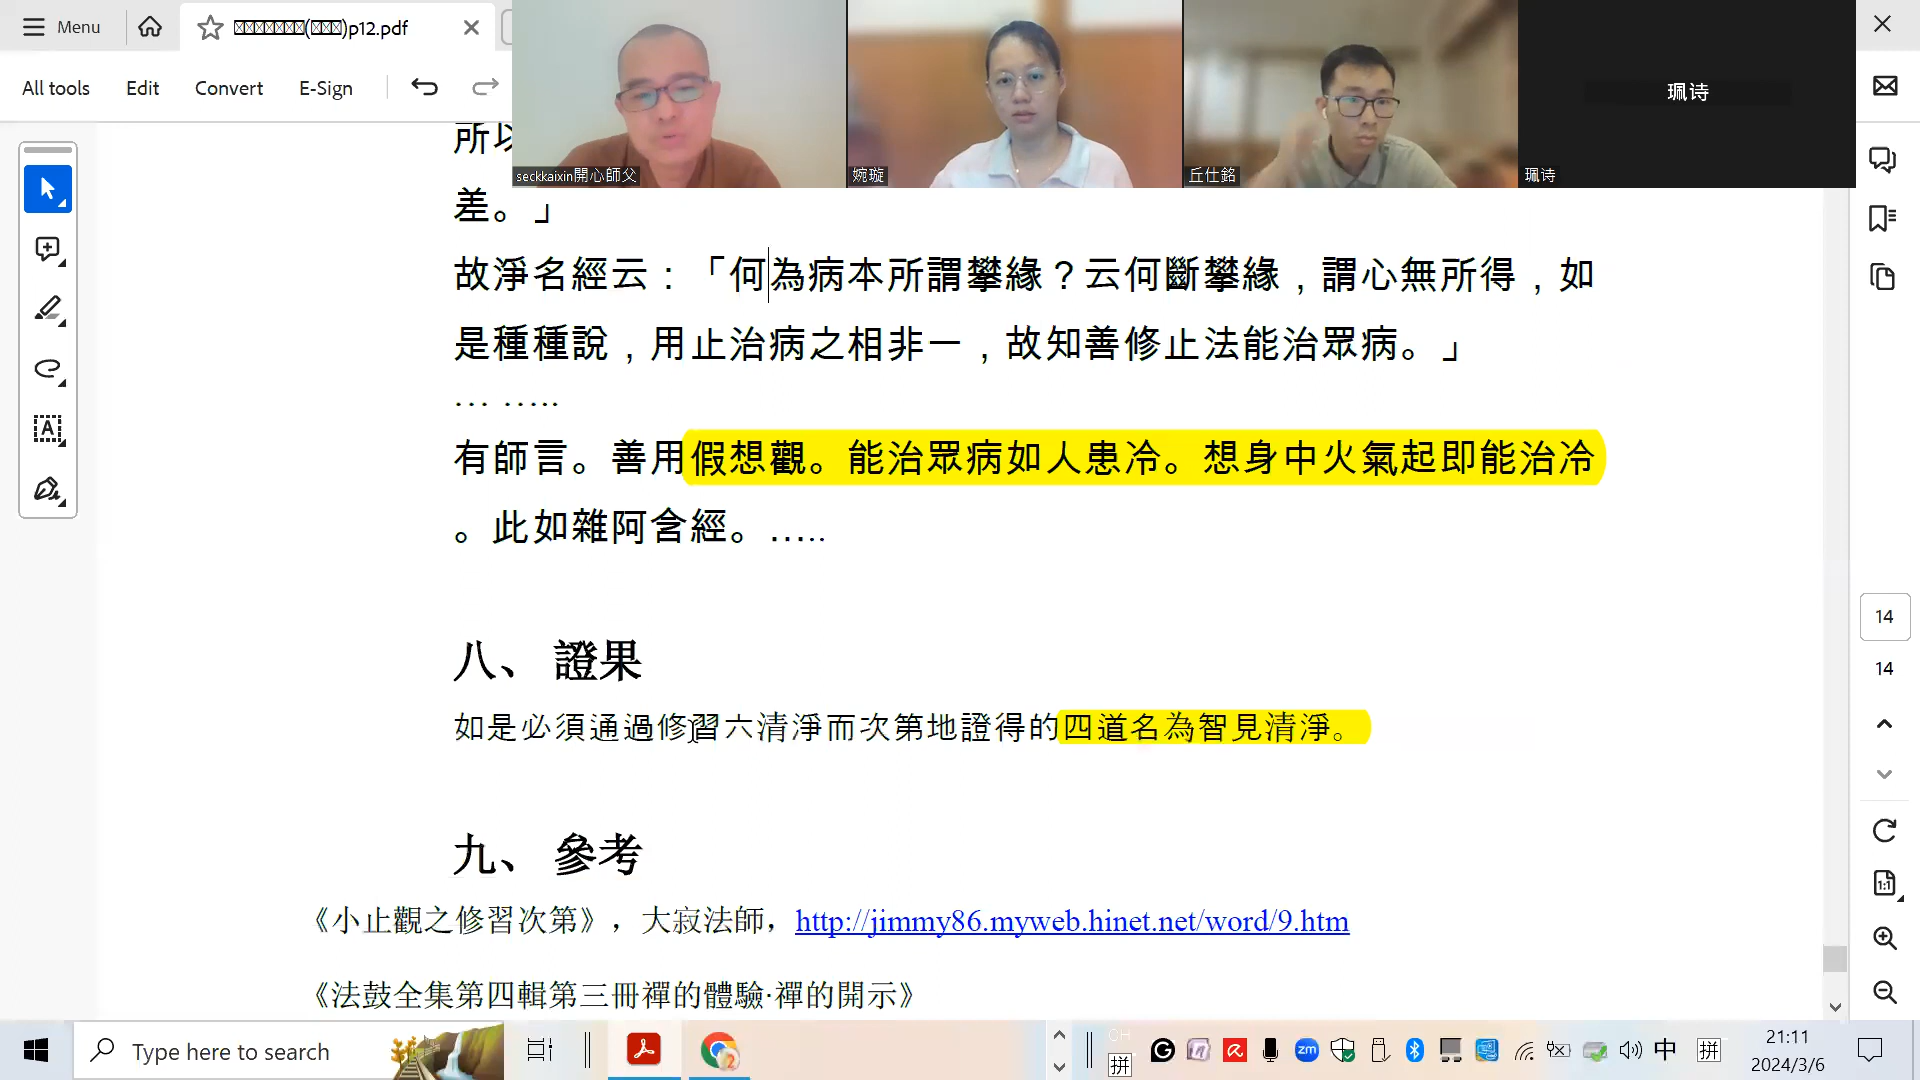 Menu
(
)p12.pdf
All tools
Edit
Convert
E-Sign
seckkaixin開心師父
婉璇
丘仕銘
珮诗
珮诗
所以
差。」
故淨名經云：「何為病本所謂攀緣？云何斷攀緣，謂心無所得，如
是種種說，用止治病之相非一，故知善修止法能治眾病。」
… …..
有師言。善用假想觀。能治眾病如人患冷。想身中火氣起即能治冷
。此如雜阿含經。…..
八、 證果
如是必須通過修習六清淨而次第地證得的四道名為智見清淨。
九、 參考
《小止觀之修習次第》，大寂法師，http://jimmy86.myweb.hinet.net/word/9.htm
《法鼓全集第四輯第三冊禪的體驗·禪的開示》
14
14
Type here to search
CH
拼
zm
中
拼
21:11
2024/3/6